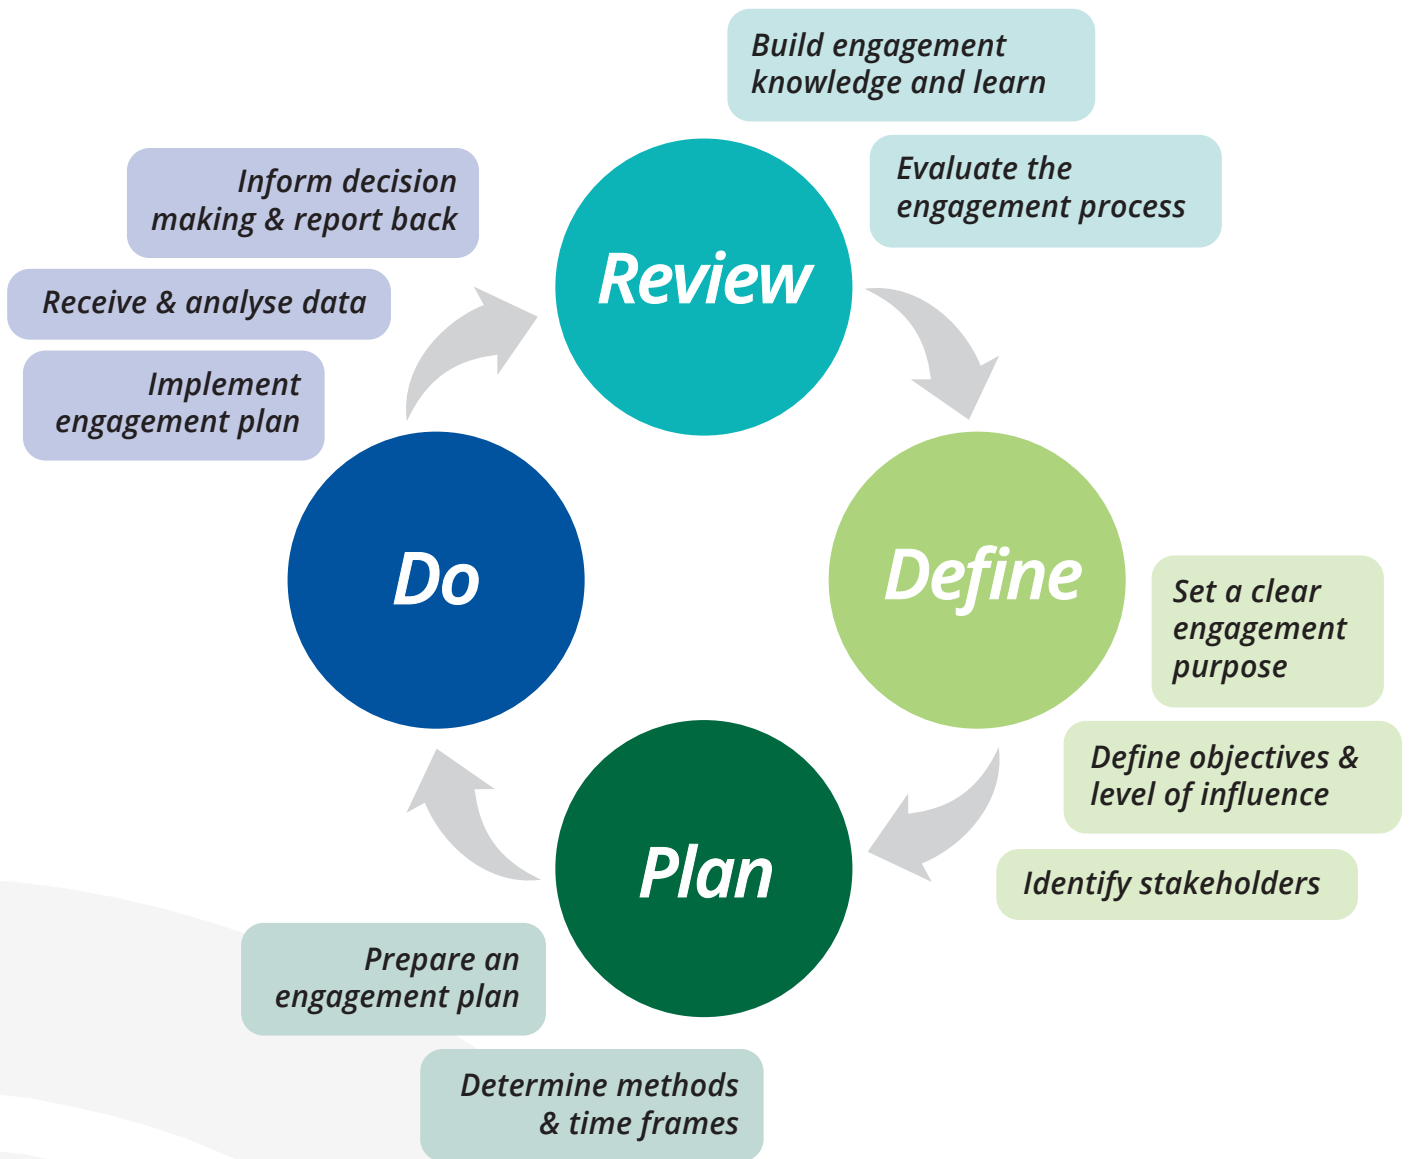 Build engagement
knowledge and learn
Evaluate the
engagement process
Inform decision
making & report back
Receive & analyse data
Implement
engagement plan
Review
Do
Define
Set a clear
engagement
purpose
Define objectives &
level of influence
Identify stakeholders
Plan
Prepare an
engagement plan
Determine methods
& time frames